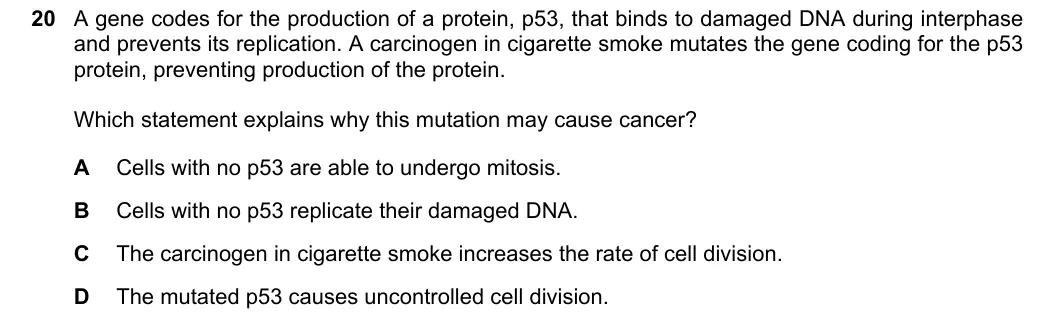 20 A gene codes for the production of a protein, p53, that binds to damaged DNA during interphase
and prevents its replication. A carcinogen in cigarette smoke mutates the gene coding for the p53
protein, preventing production of the protein.
Which statement explains why this mutation may cause cancer?
A Cells with no p53 are able to undergo mitosis.
B Cells with no p53 replicate their damaged DNA.
C The carcinogen in cigarette smoke increases the rate of cell division.
D The mutated p53 causes uncontrolled cell division.